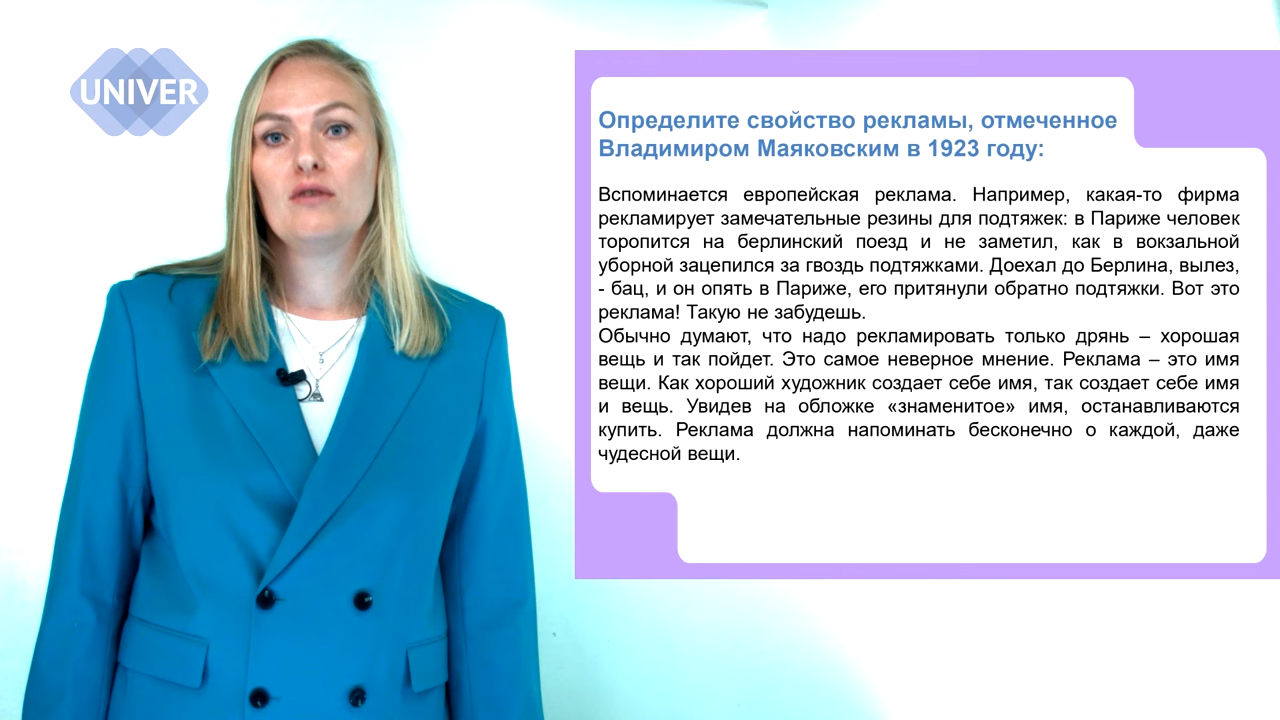 UNIVER
Определите свойство рекламы, отмеченное
Владимиром Маяковским в 1923 году:
Вспоминается европейская реклама. Например, какая-то фирма
рекламирует замечательные резины для подтяжек: в Париже человек
торопится на берлинский поезд и не заметил, как в вокзальной
уборной зацепился за гвоздь подтяжками. Доехал до Берлина, вылез,
- бац, и он опять в Париже, его притянули обратно подтяжки. Вот это
реклама! Такую не забудешь.
Обычно думают, что надо рекламировать только дрянь – хорошая
вещь и так пойдет. Это самое неверное мнение. Реклама – это имя
вещи. Как хороший художник создает себе имя, так создает себе имя
и вещь. Увидев на обложке «знаменитое» имя, останавливаются
купить. Реклама должна напоминать бесконечно о каждой, даже
чудесной вещи.